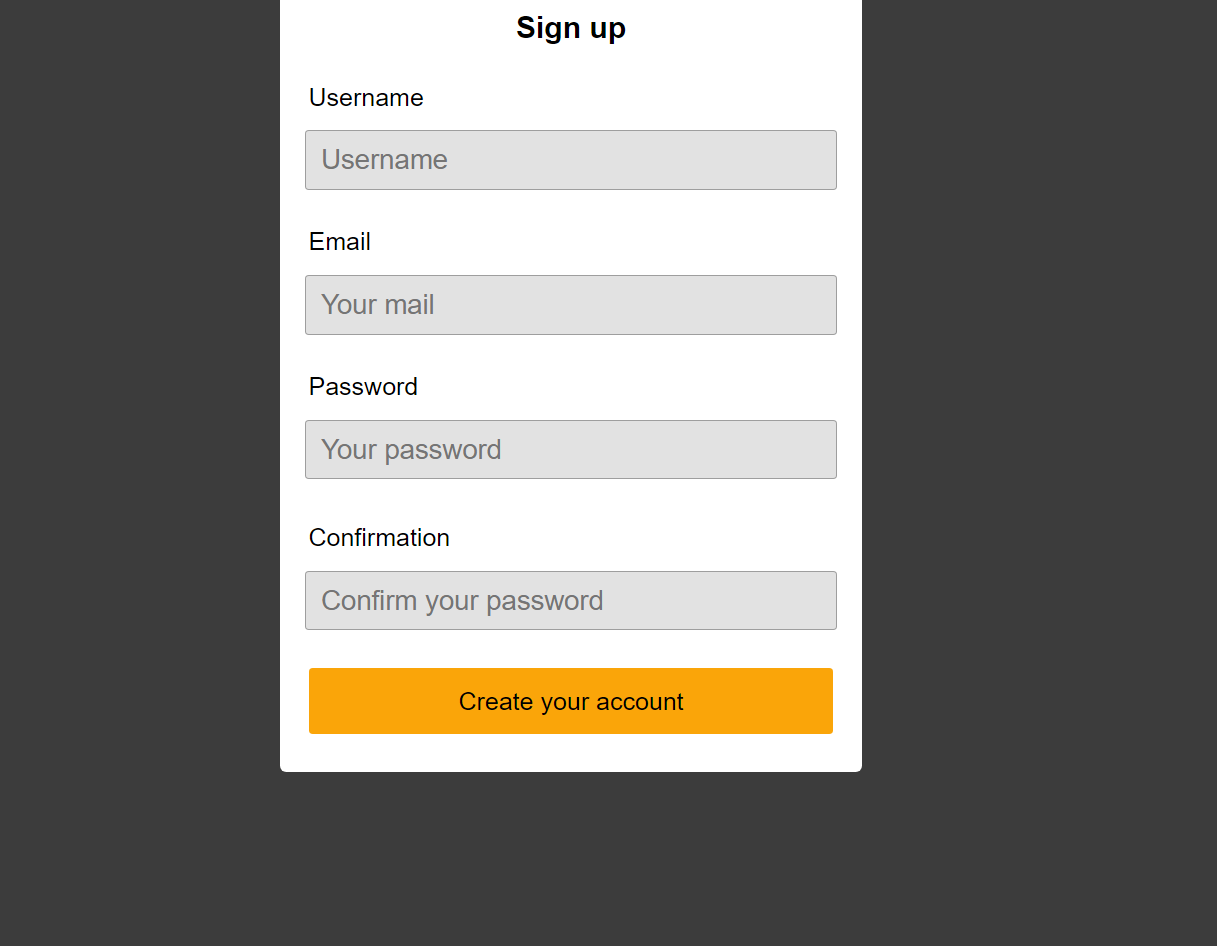 Sign up
Username
Username
Email
Your mail
Password
Your password
Confirmation
Confirm your password
Create your account